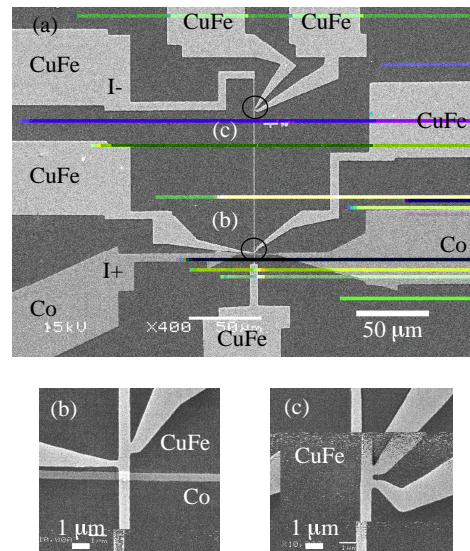 (a)
CuFe CuFe
CuFe
I-
(c)
CuFe
CuFe
(b)
Co
I+
Co
15kV X400 50µm
50 µm
CuFe
(b)
CuFe
Co
1 µm
(c)
CuFe
1 µm